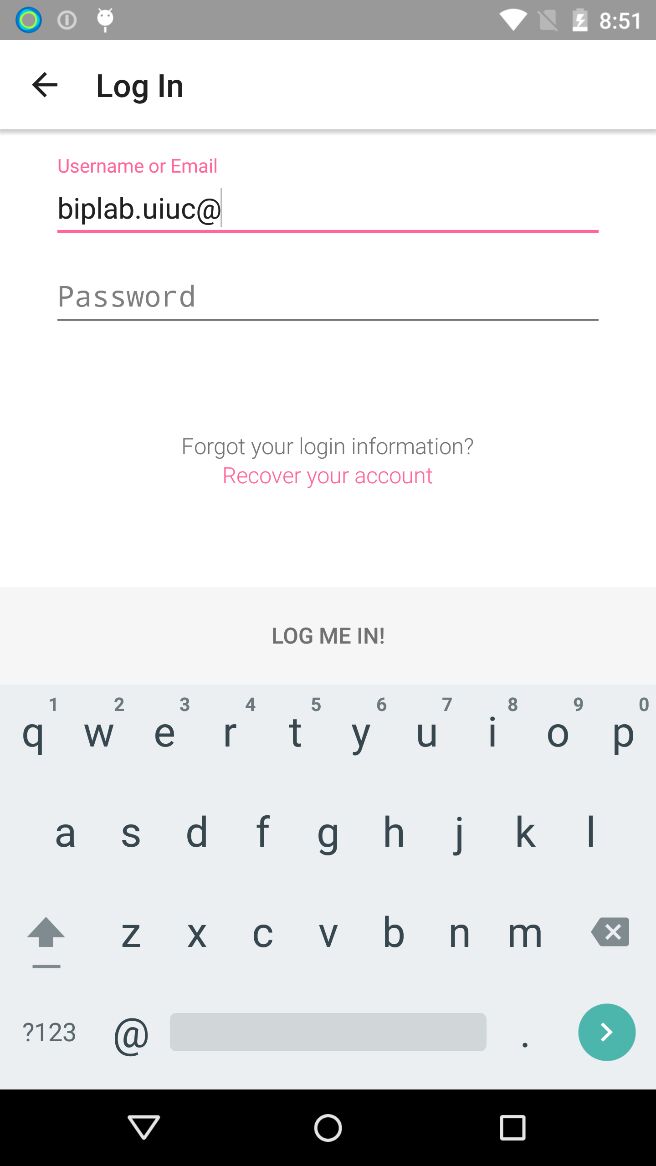 8:51
Log In
Username or Email
biplab.uiuc@
Password
Forgot your login information?
Recover your account
LOG ME IN!
1 2 3 4 5 6 7 8 9 0
q w e r t y u i o p
a s d f g h j k l
z x c v b n m
?123 @ .